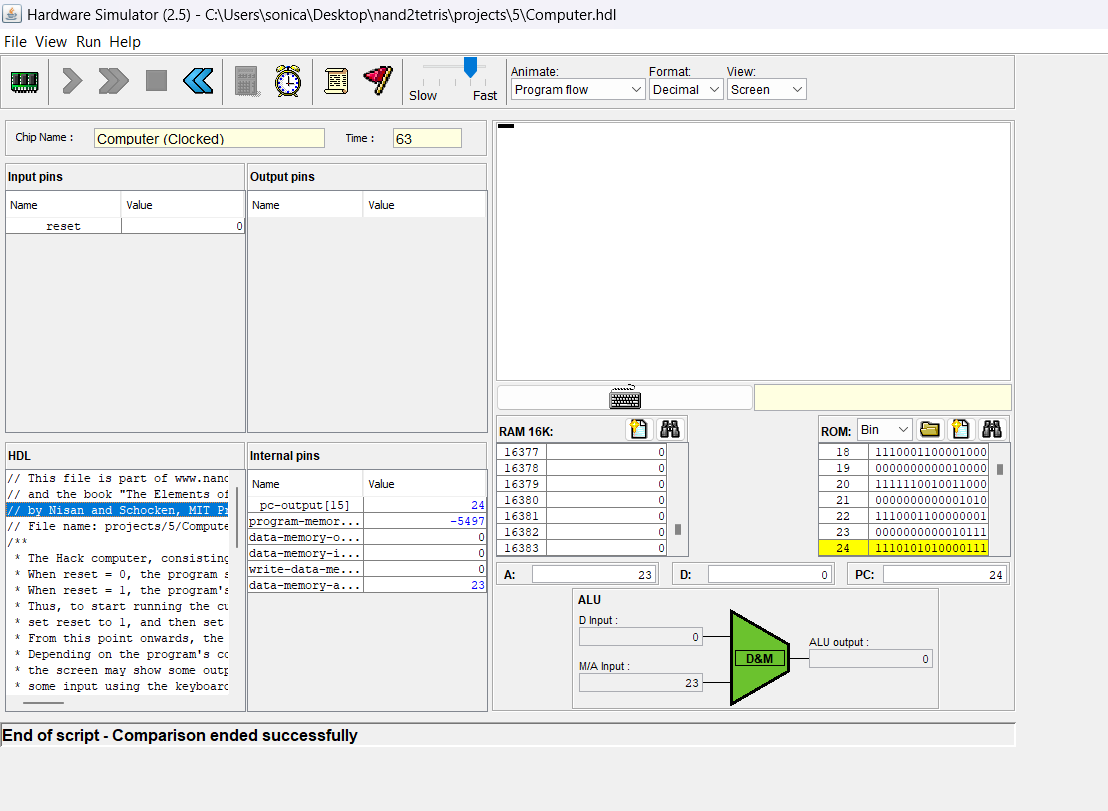 Hardware Simulator (2.5) - C:\Users\sonica\Desktop\nand2tetris\projects\5\Computer.hdl
File View Run Help
Slow Fast
Animate: Format: View:
Program flow Decimal Screen
Chip Name : Computer (Clocked) Time : 63
Input pins
Name Value
reset 0
Output pins
Name Value
HDL
// This file is part of www.nand
// and the book "The Elements of
// by Nisan and Schocken, MIT Pr
// File name: projects/5/Compute
/**
* The Hack computer, consisting
* When reset = 0, the program s
* When reset = 1, the program's
* Thus, to start running the cu
* set reset to 1, and then set
* From this point onwards, the
* Depending on the program's co
* the screen may show some outp
* some input using the keyboard
Internal pins
Name Value
pc-output[15] 24
program-memor... -5497
data-memory-o... 0
data-memory-i... 0
write-data-me... 0
data-memory-a... 23
RAM 16K:
16377 0
16378 0
16379 0
16380 0
16381 0
16382 0
16383 0
ROM: Bin
18 1110001100001000
19 0000000000010000
20 1111110010011000
21 0000000000001010
22 1110001100000001
23 0000000000010111
24 1110101010000111
A: 23 D: 0 PC: 24
ALU
D Input :
0
M/A Input :
23
D&M
ALU output :
0
End of script - Comparison ended successfully